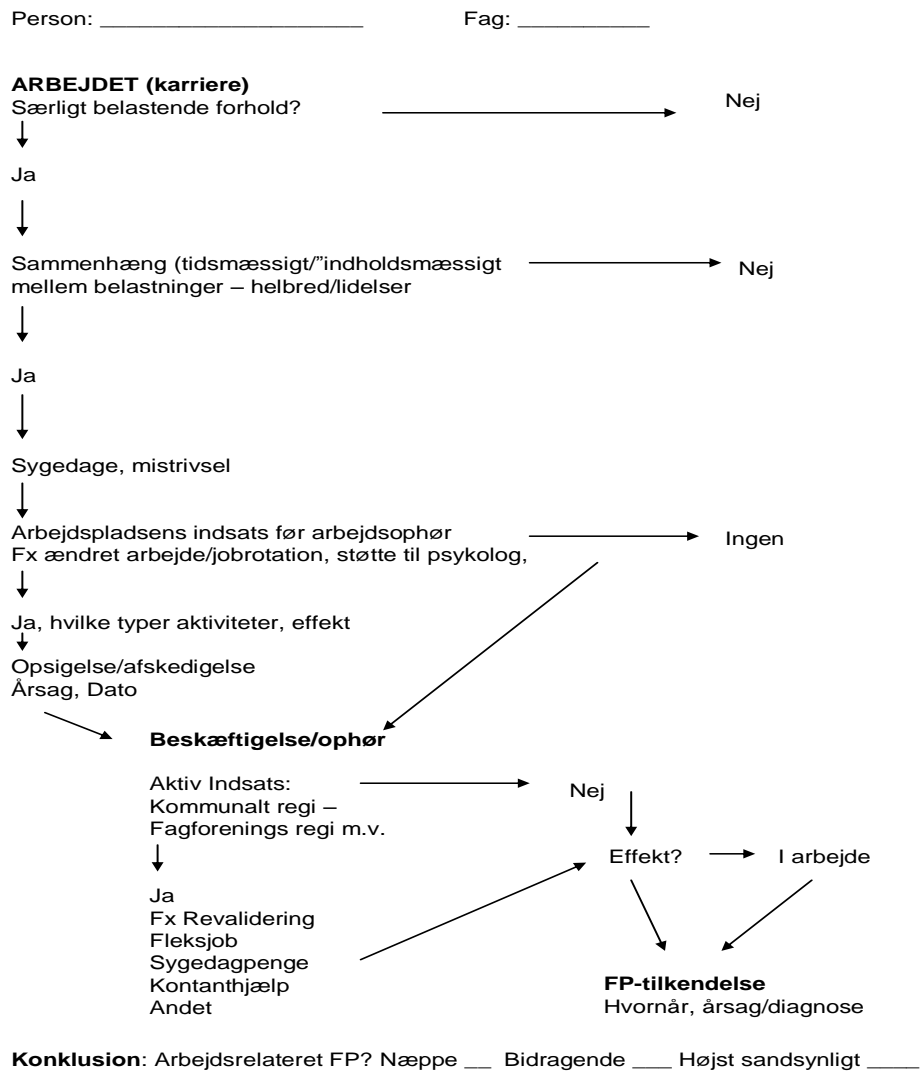 Person: ____________________ Fag: __________
ARBEJDET (karriere)
Særligt belastende forhold?
Nej
Ja
Sammenhæng (tidsmæssigt/”indholdsmæssigt
mellem belastninger – helbred/lidelser
Nej
Ja
Sygedage, mistrivsel
Arbejdspladsens indsats før arbejdsophør
Fx ændret arbejde/jobrotation, støtte til psykolog,
Ingen
Ja, hvilke typer aktiviteter, effekt
Opsigelse/afskedigelse
Årsag, Dato
Beskæftigelse/ophør
Aktiv Indsats:
Kommunalt regi –
Fagforenings regi m.v.
Nej
Effekt?
I arbejde
Ja
Fx Revalidering
Fleksjob
Sygedagpenge
Kontanthjælp
Andet
FP-tilkendelse
Hvornår, årsag/diagnose
Konklusion: Arbejdsrelateret FP? Næppe __ Bidragende ___ Højst sandsynligt ____